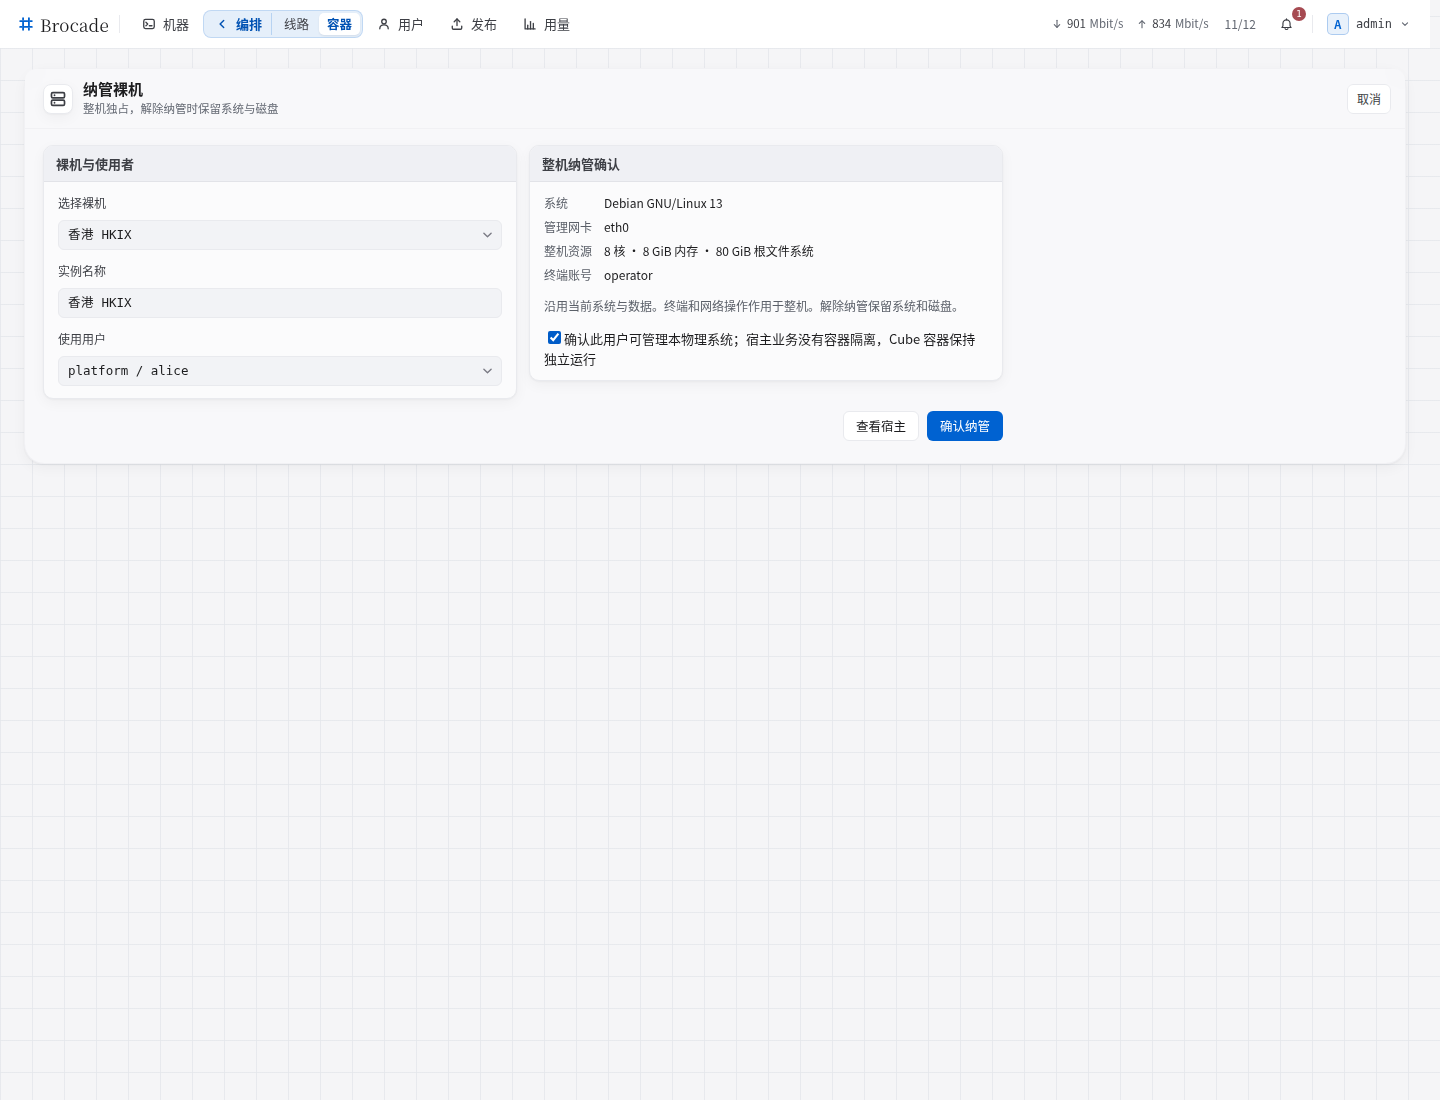 Brocade
机器
编排
线路
容器
用户
发布
用量
901 Mbit/s
834 Mbit/s
11/12
1
A
admin
纳管裸机
整机独占，解除纳管时保留系统与磁盘
取消
裸机与使用者
选择裸机
香港 HKIX
实例名称
香港 HKIX
使用用户
platform / alice
整机纳管确认
系统 Debian GNU/Linux 13
管理网卡 eth0
整机资源 8 核 · 8 GiB 内存 · 80 GiB 根文件系统
终端账号 operator
沿用当前系统与数据。终端和网络操作作用于整机。解除纳管保留系统和磁盘。
确认此用户可管理本物理系统；宿主业务没有容器隔离，Cube 容器保持
独立运行
查看宿主
确认纳管